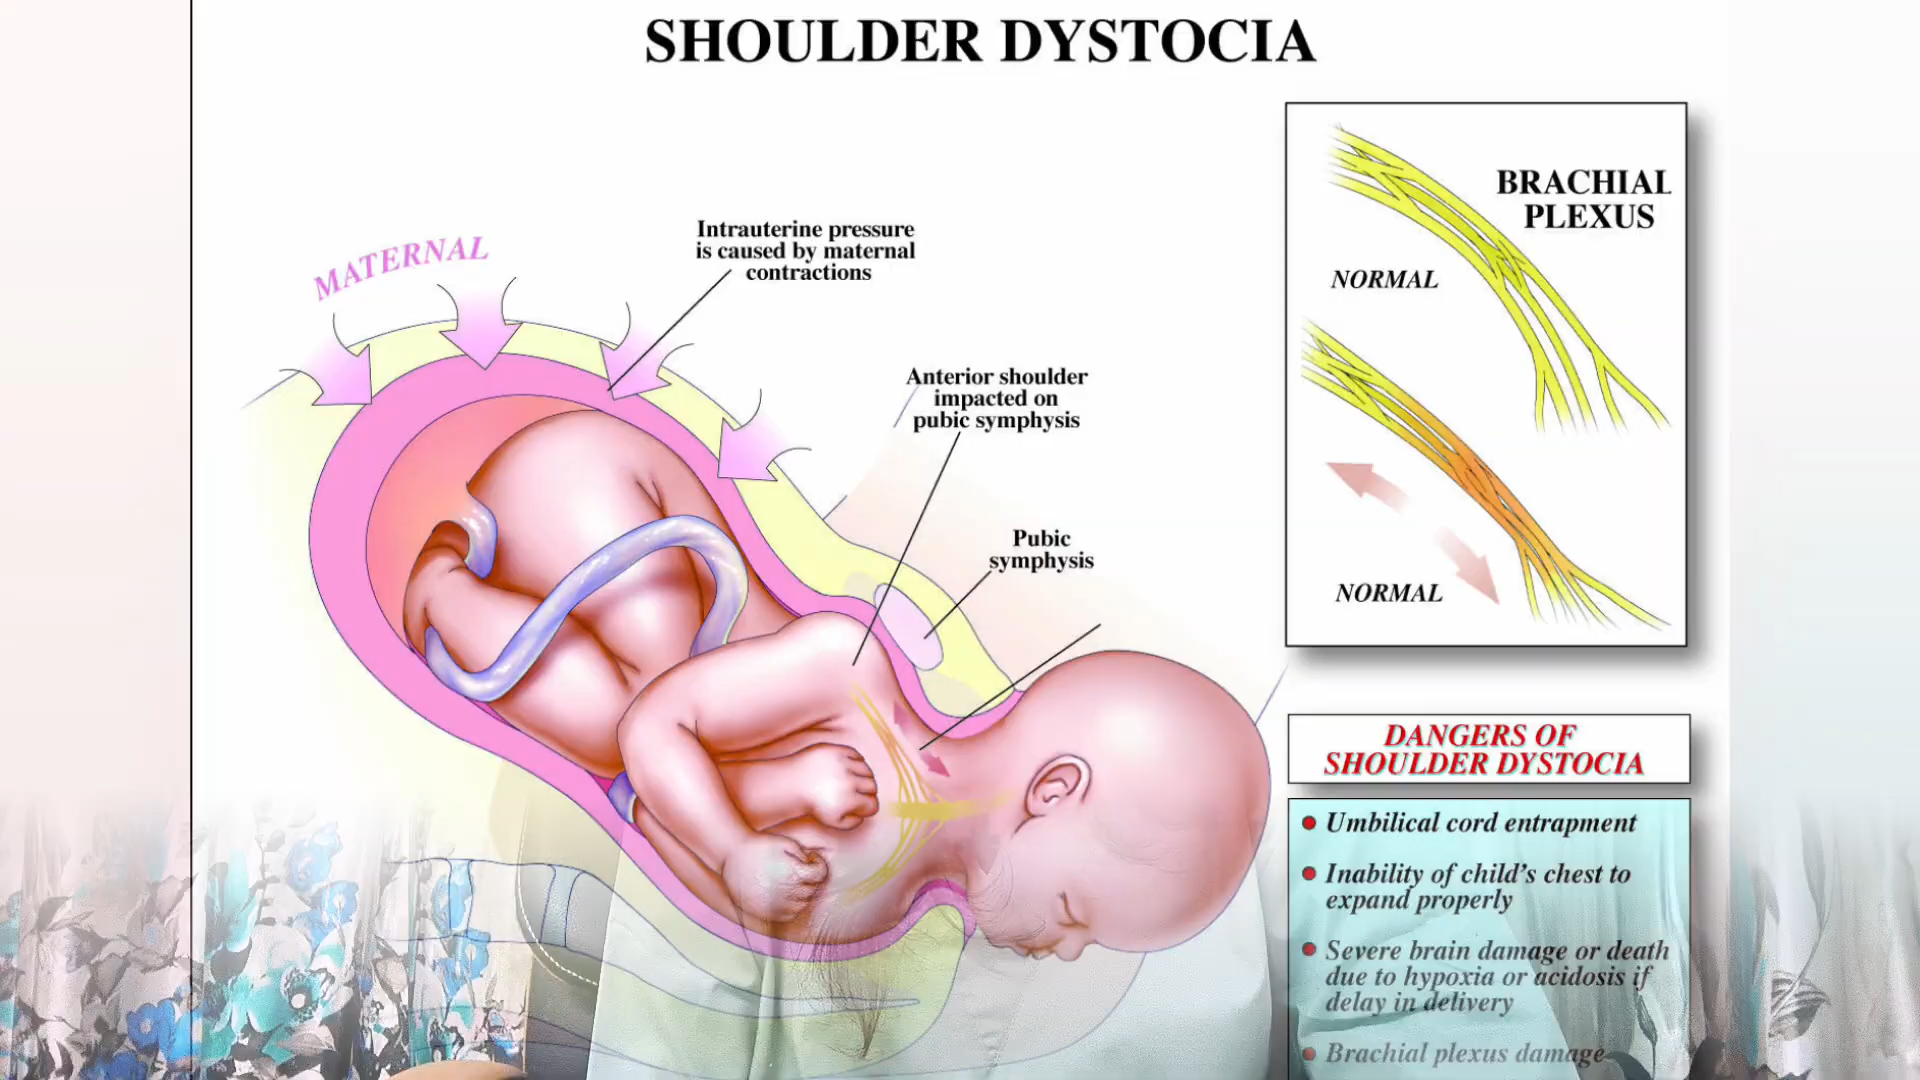 SHOULDER DYSTOCIA
MATERNAL
Intrauterine pressure
is caused by maternal
contractions
Anterior shoulder
impacted on
pubic symphysis
Pubic
symphysis
BRACHIAL
PLEXUS
NORMAL
NORMAL
DANGERS OF
SHOULDER DYSTOCIA
Umbilical cord entrapment
Inability of child's chest to
expand properly
Severe brain damage or death
due to hypoxia or acidosis if
delay in delivery
Brachial plexus damage